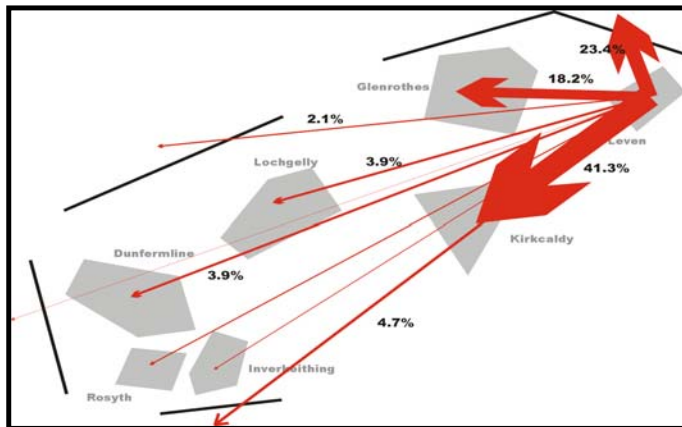 23.4%
18.2%
Glenrothes
2.1%
Leven
Lochgelly
3.9%
41.3%
Kirkcaldy
Dunfermline
3.9%
4.7%
Inverkeithing
Rosyth